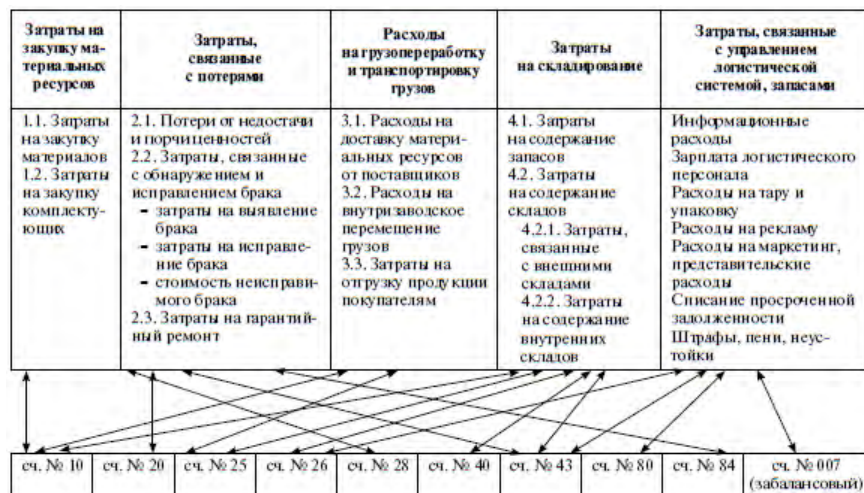 Затраты на
закупку ма-
териальных
ресурсов
Затраты,
связанные
с потерями
Расходы
на грузопереработку
и транспортировку
грузов
Затраты
на складирование
Затраты, связанные
с управлением
логистической
системой, запасами
1.1. Затраты
на закупку
материалов
1.2. Затраты
на закупку
комплекту-
ющих
2.1. Потери от недостачи
и порчи ценностей
2.2. Затраты, связанные
с обнаружением и
исправлением брака
– затраты на выявление
брака
– затраты на исправле-
ние брака
– стоимость неисправи-
мого брака
2.3. Затраты на гарантий-
ный ремонт
3.1. Расходы на
доставку матери-
альных ресурсов
от поставщиков
3.2. Расходы на
внутризаводское
перемещение
грузов
3.3. Затраты на
отгрузку продукции
покупателям
4.1. Затраты
на содержание
запасов
4.2. Затраты
на содержание
складов
4.2.1. Затраты,
связанные
с внешними
складами
4.2.2. Затраты
на содержание
внутренних
складов
Информационные
расходы
Зарплата логистического
персонала
Расходы на тару и
упаковку
Расходы на рекламу
Расходы на маркетинг,
представительские
расходы
Списание просроченной
задолженности
Штрафы, пени, неус-
тойки
сч. № 10
сч. № 20
сч. № 25
сч. № 26
сч. № 28
сч. № 40
сч. № 43
сч. № 80
сч. № 84
сч. № 007
(забалансовый)